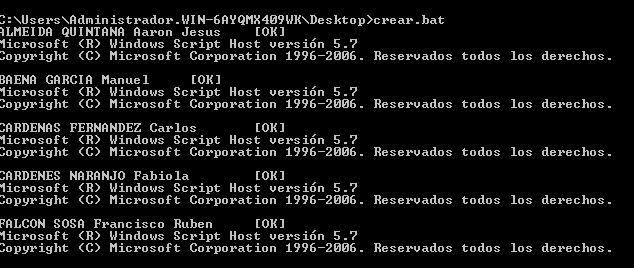 C:\Users\Administrador.WIN-6AYQMX409WK\Desktop>crear.bat
ALMEIDA QUINTANA Aaron Jesus [OK]
Microsoft (R) Windows Script Host versión 5.7
Copyright (C) Microsoft Corporation 1996-2006. Reservados todos los derechos.
BAENA GARCIA Manuel [OK]
Microsoft (R) Windows Script Host versión 5.7
Copyright (C) Microsoft Corporation 1996-2006. Reservados todos los derechos.
CARDENAS FERNANDEZ Carlos [OK]
Microsoft (R) Windows Script Host versión 5.7
Copyright (C) Microsoft Corporation 1996-2006. Reservados todos los derechos.
CARDENES NARANJO Fabiola [OK]
Microsoft (R) Windows Script Host versión 5.7
Copyright (C) Microsoft Corporation 1996-2006. Reservados todos los derechos.
FALCON SOSA Francisco Ruben [OK]
Microsoft (R) Windows Script Host versión 5.7
Copyright (C) Microsoft Corporation 1996-2006. Reservados todos los derechos.